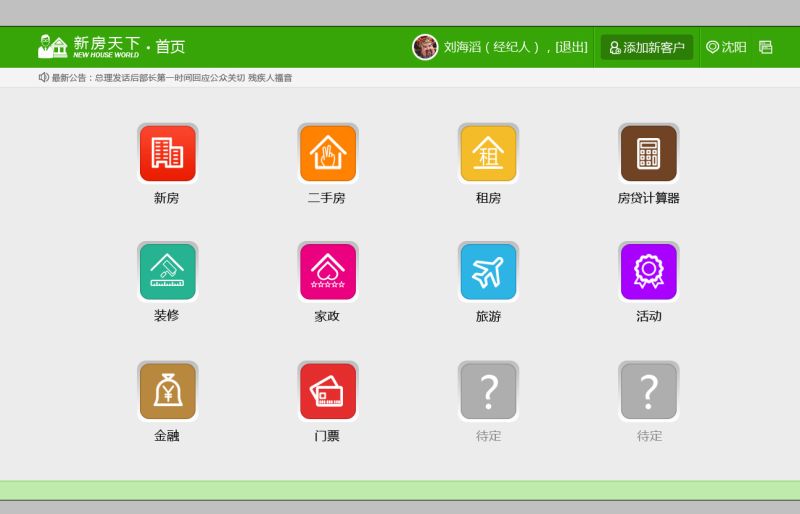 新房天下
NEW HOUSE WORLD
·首页
刘海滔（经纪人），[退出]
添加新客户
沈阳
最新公告：总理发话后部长第一时间回应公众关切 残疾人福音
新房
二手房
租
租房
房贷计算器
装修
家政
旅游
活动
¥
金融
门票
?
待定
?
待定